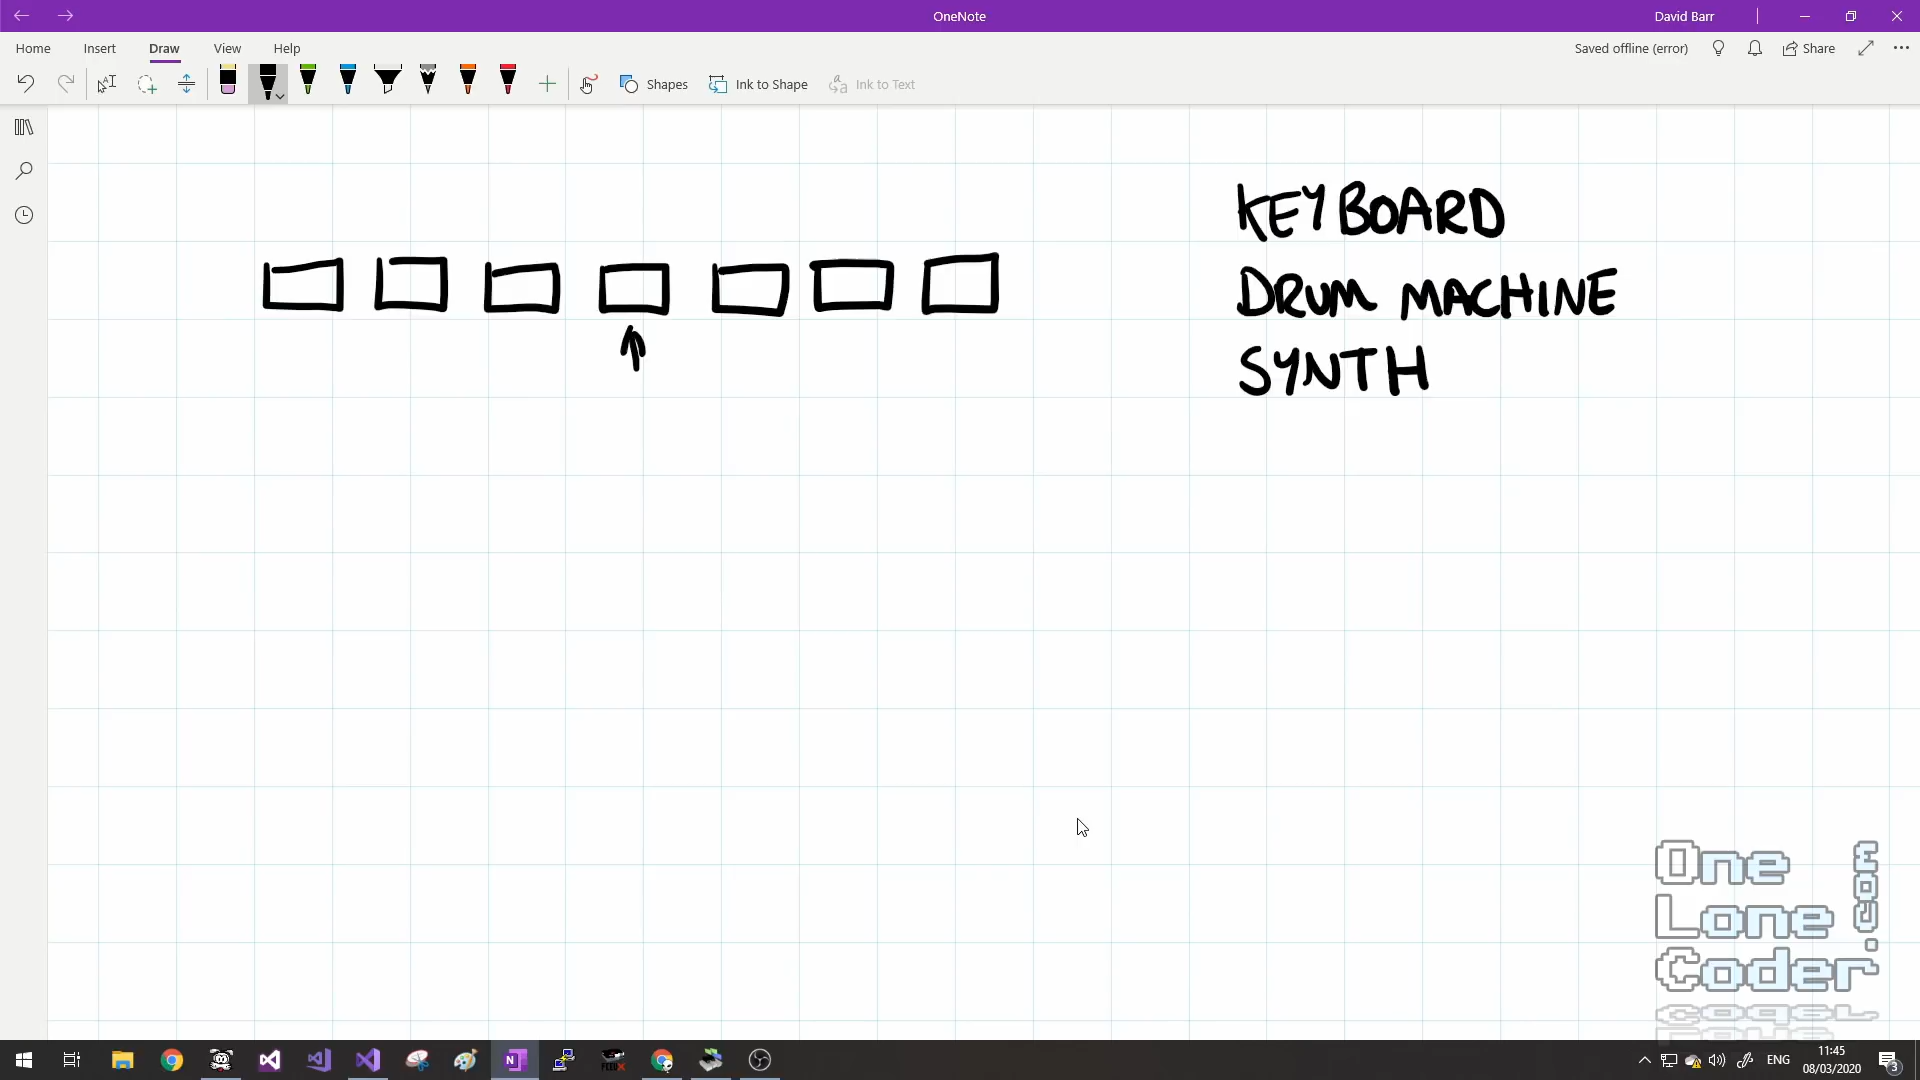 OneNote
David Barr
Home Insert Draw View Help
Saved offline (error) Share
Shapes Ink to Shape Ink to Text
KEYBOARD
DRUM MACHINE
SYNTH
One
Lone
Coder
.com
ENG
11:45
08/03/2020
3